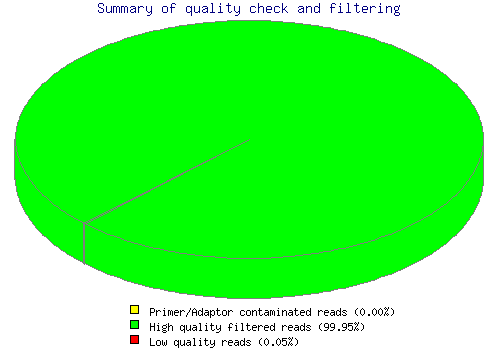 Summary of quality check and filtering
Primer/Adaptor contaminated reads (0.00%)
High quality filtered reads (99.95%)
Low quality reads (0.05%)